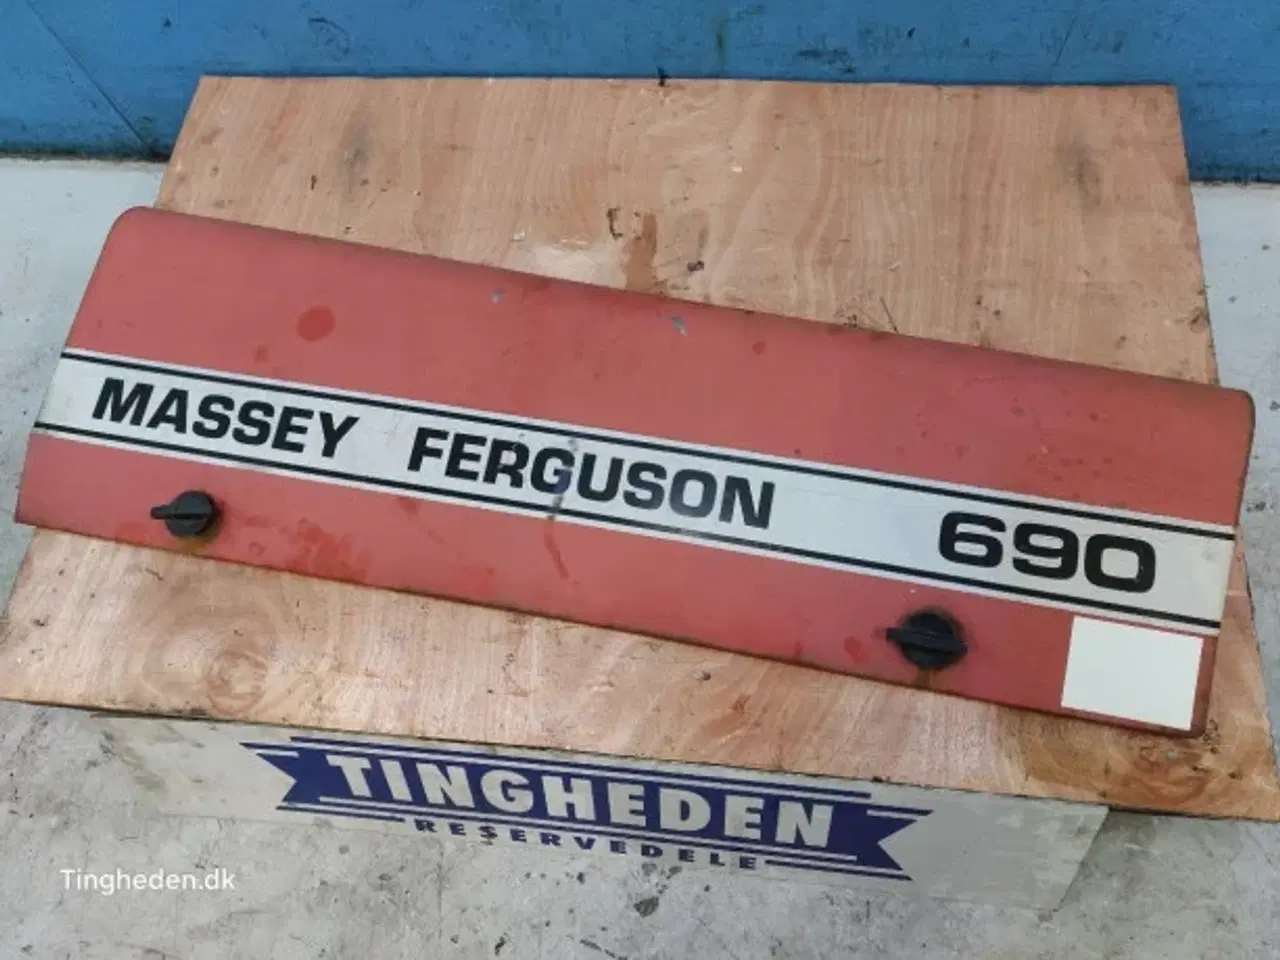 MASSEY FERGUSON 690
TINGHEDEN
RESERVEDELE
Tingheden.dk